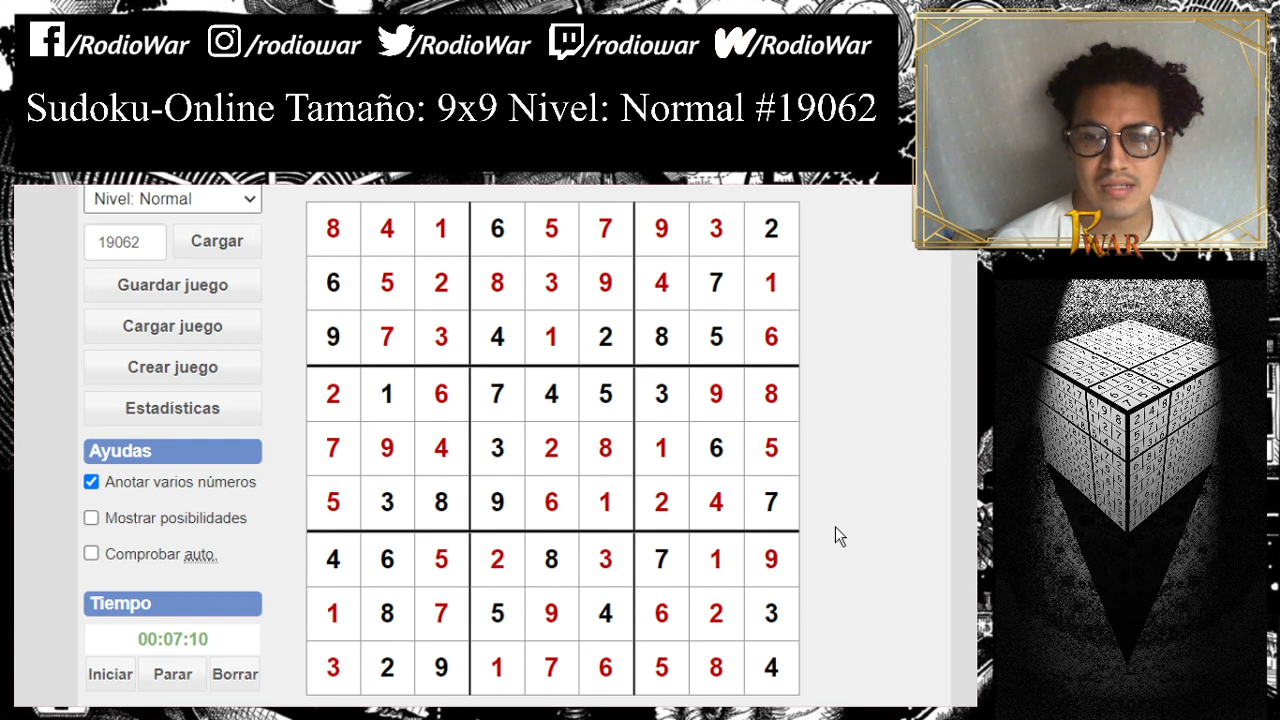 /RodioWar /rodiowar /RodioWar /rodiowar /RodioWar
Sudoku-Online Tamaño: 9x9 Nivel: Normal #19062
RWAR
Nivel: Normal
19062 Cargar
Guardar juego
Cargar juego
Crear juego
Estadísticas
Ayudas
Anotar varios números
Mostrar posibilidades
Comprobar auto.
Tiempo
00:07:10
Iniciar Parar Borrar
8 4 1 6 5 7 9 3 2
6 5 2 8 3 9 4 7 1
9 7 3 4 1 2 8 5 6
2 1 6 7 4 5 3 9 8
7 9 4 3 2 8 1 6 5
5 3 8 9 6 1 2 4 7
4 6 5 2 8 3 7 1 9
1 8 7 5 9 4 6 2 3
3 2 9 1 7 6 5 8 4